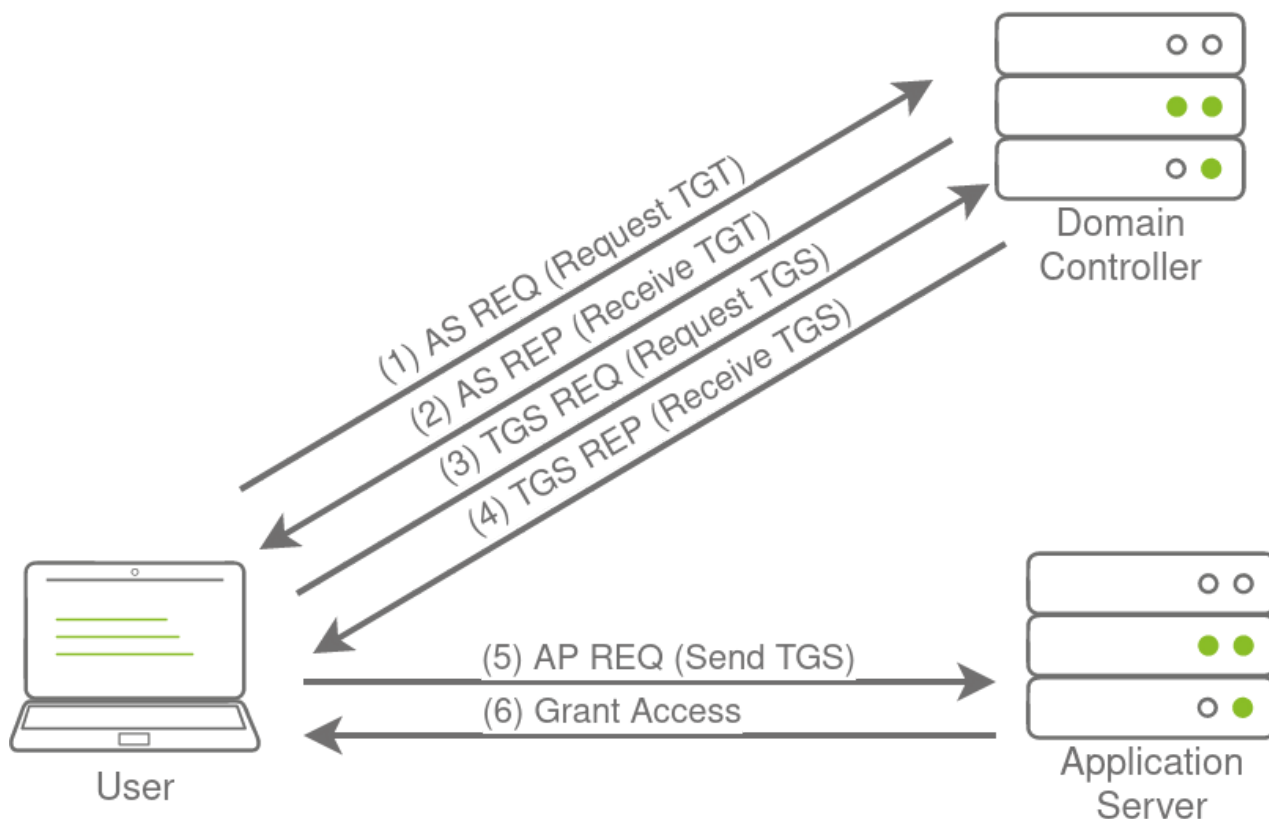 (1) AS REQ (Request TGT)
(2) AS REP (Receive TGT)
(3) TGS REQ (Request TGS)
(4) TGS REP (Receive TGS)
Domain
Controller
(5) AP REQ (Send TGS)
(6) Grant Access
User
Application
Server